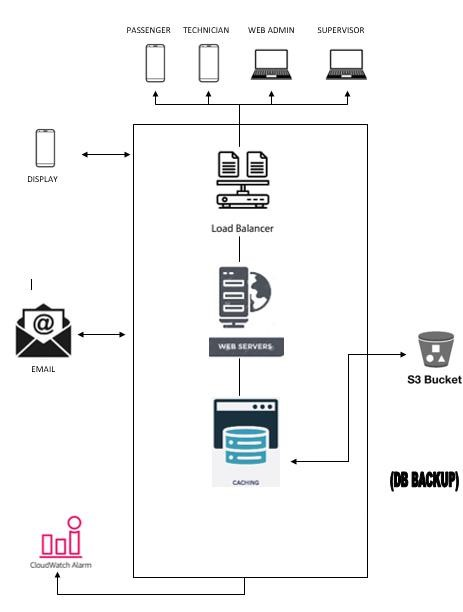 PASSENGER TECHNICIAN WEB ADMIN SUPERVISOR
DISPLAY
Load Balancer
@
WEB SERVERS
EMAIL
S3 Bucket
CACHING
(DB BACKUP)
CloudWatch Alarm